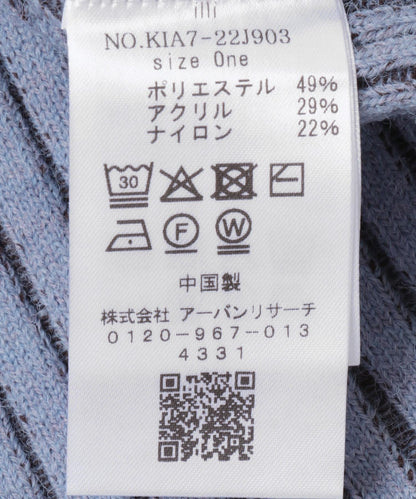 illi
NO.KIA7-22J903
size One
ポリエステル 49%
アクリル 29%
ナイロン 22%
30
F W
中国製
株式会社 アーバンリサーチ
0120-967-013
4331